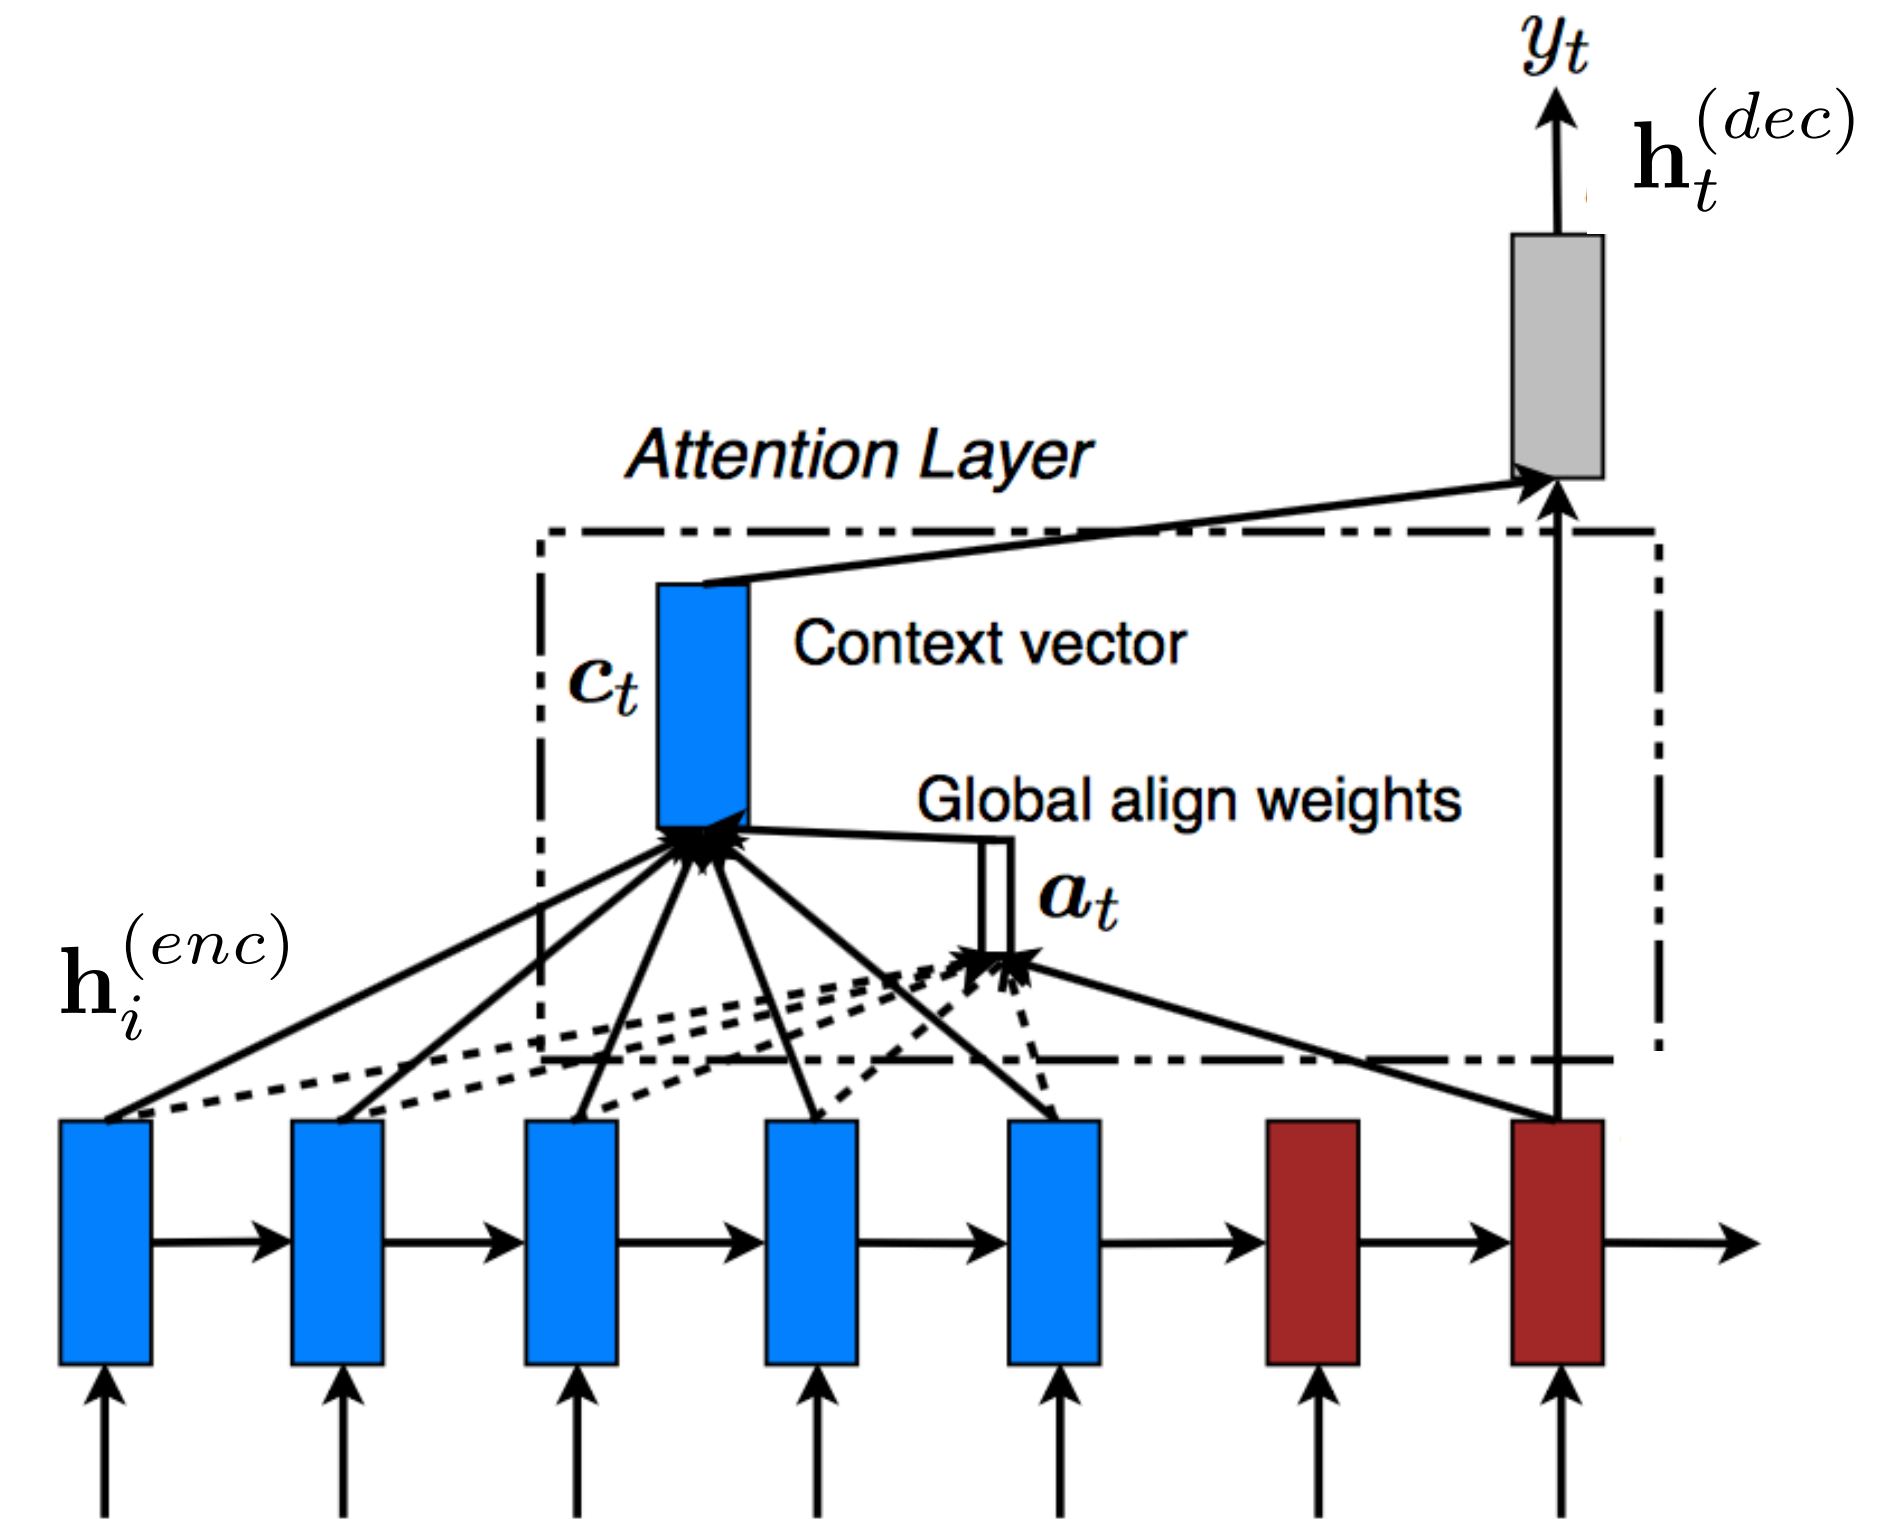 y_t
h_t^{(dec)}
Attention Layer
Context vector
c_t
Global align weights
a_t
h_i^{(enc)}